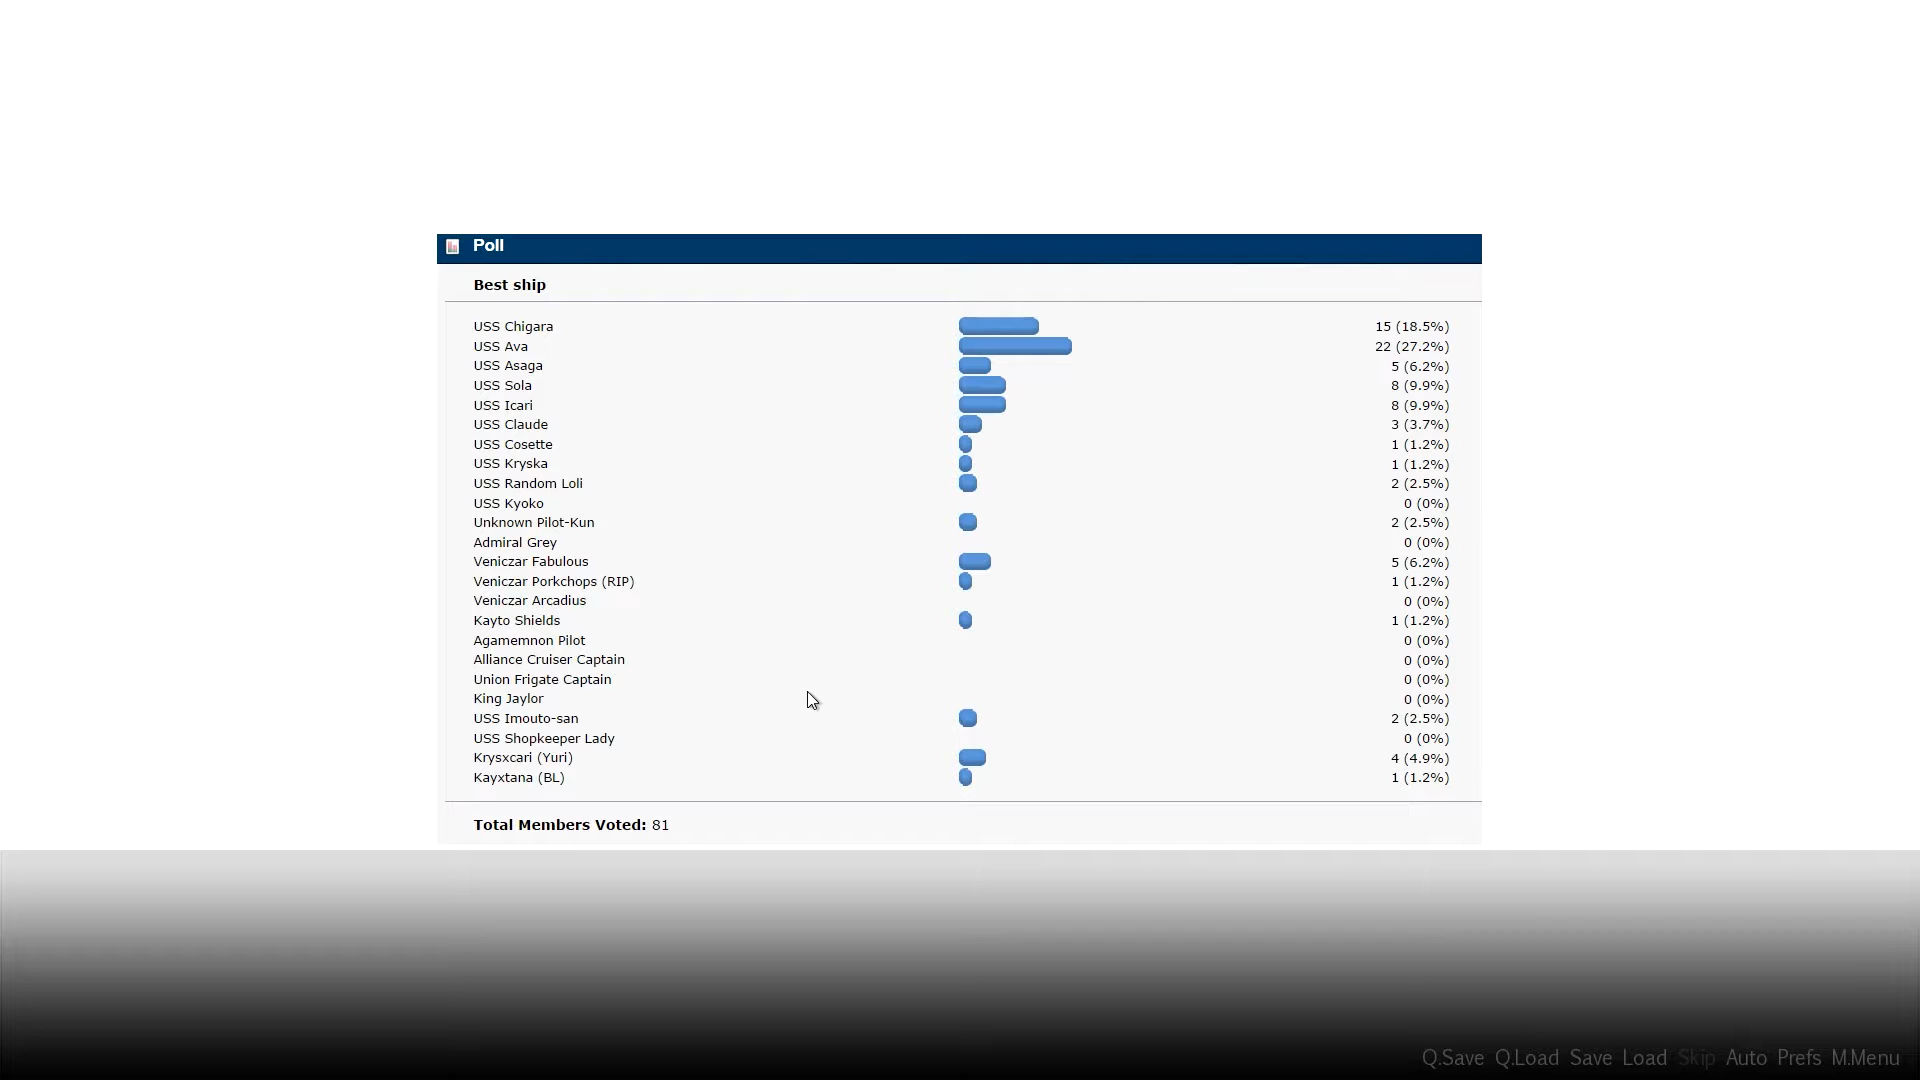 Poll
Best ship
USS Chigara 15 (18.5%)
USS Ava 22 (27.2%)
USS Asaga 5 (6.2%)
USS Sola 8 (9.9%)
USS Icari 8 (9.9%)
USS Claude 3 (3.7%)
USS Cosette 1 (1.2%)
USS Kryska 1 (1.2%)
USS Random Loli 2 (2.5%)
USS Kyoko 0 (0%)
Unknown Pilot-Kun 2 (2.5%)
Admiral Grey 0 (0%)
Veniczar Fabulous 5 (6.2%)
Veniczar Porkchops (RIP) 1 (1.2%)
Veniczar Arcadius 0 (0%)
Kayto Shields 1 (1.2%)
Agamemnon Pilot 0 (0%)
Alliance Cruiser Captain 0 (0%)
Union Frigate Captain 0 (0%)
King Jaylor 0 (0%)
USS Imouto-san 2 (2.5%)
USS Shopkeeper Lady 0 (0%)
Krysxcari (Yuri) 4 (4.9%)
Kayxtana (BL) 1 (1.2%)
Total Members Voted: 81
Q.Save Q.Load Save Load Skip Auto Prefs M.Menu